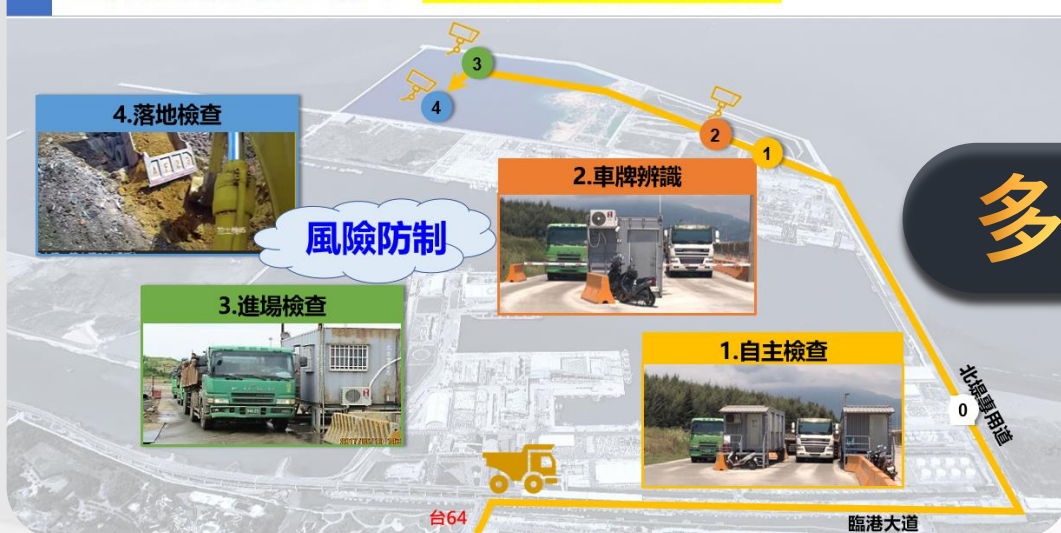 3
4
2
1
4.落地檢查
2.車牌辨識
多
風險防制
3.進場檢查
1.自主檢查
北堤專用道
0
台64
臨港大道